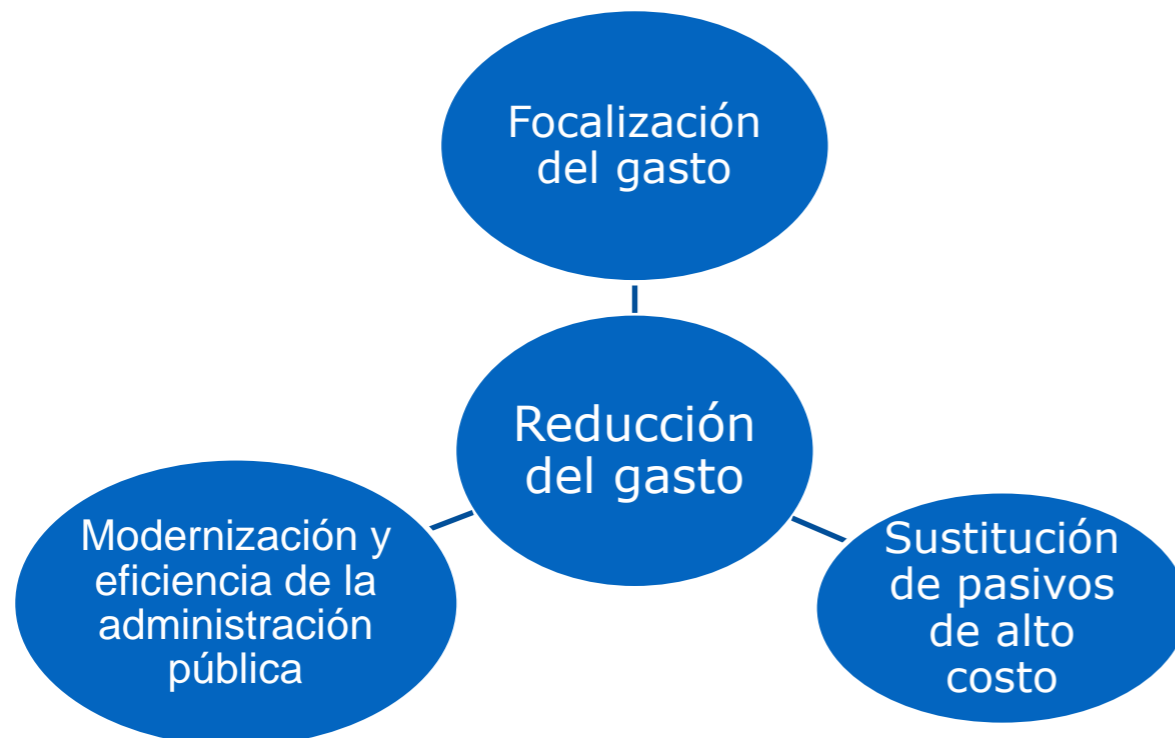 Focalización
del gasto
Reducción
del gasto
Modernización y
eficiencia de la
administración
pública
Sustitución
de pasivos
de alto
costo